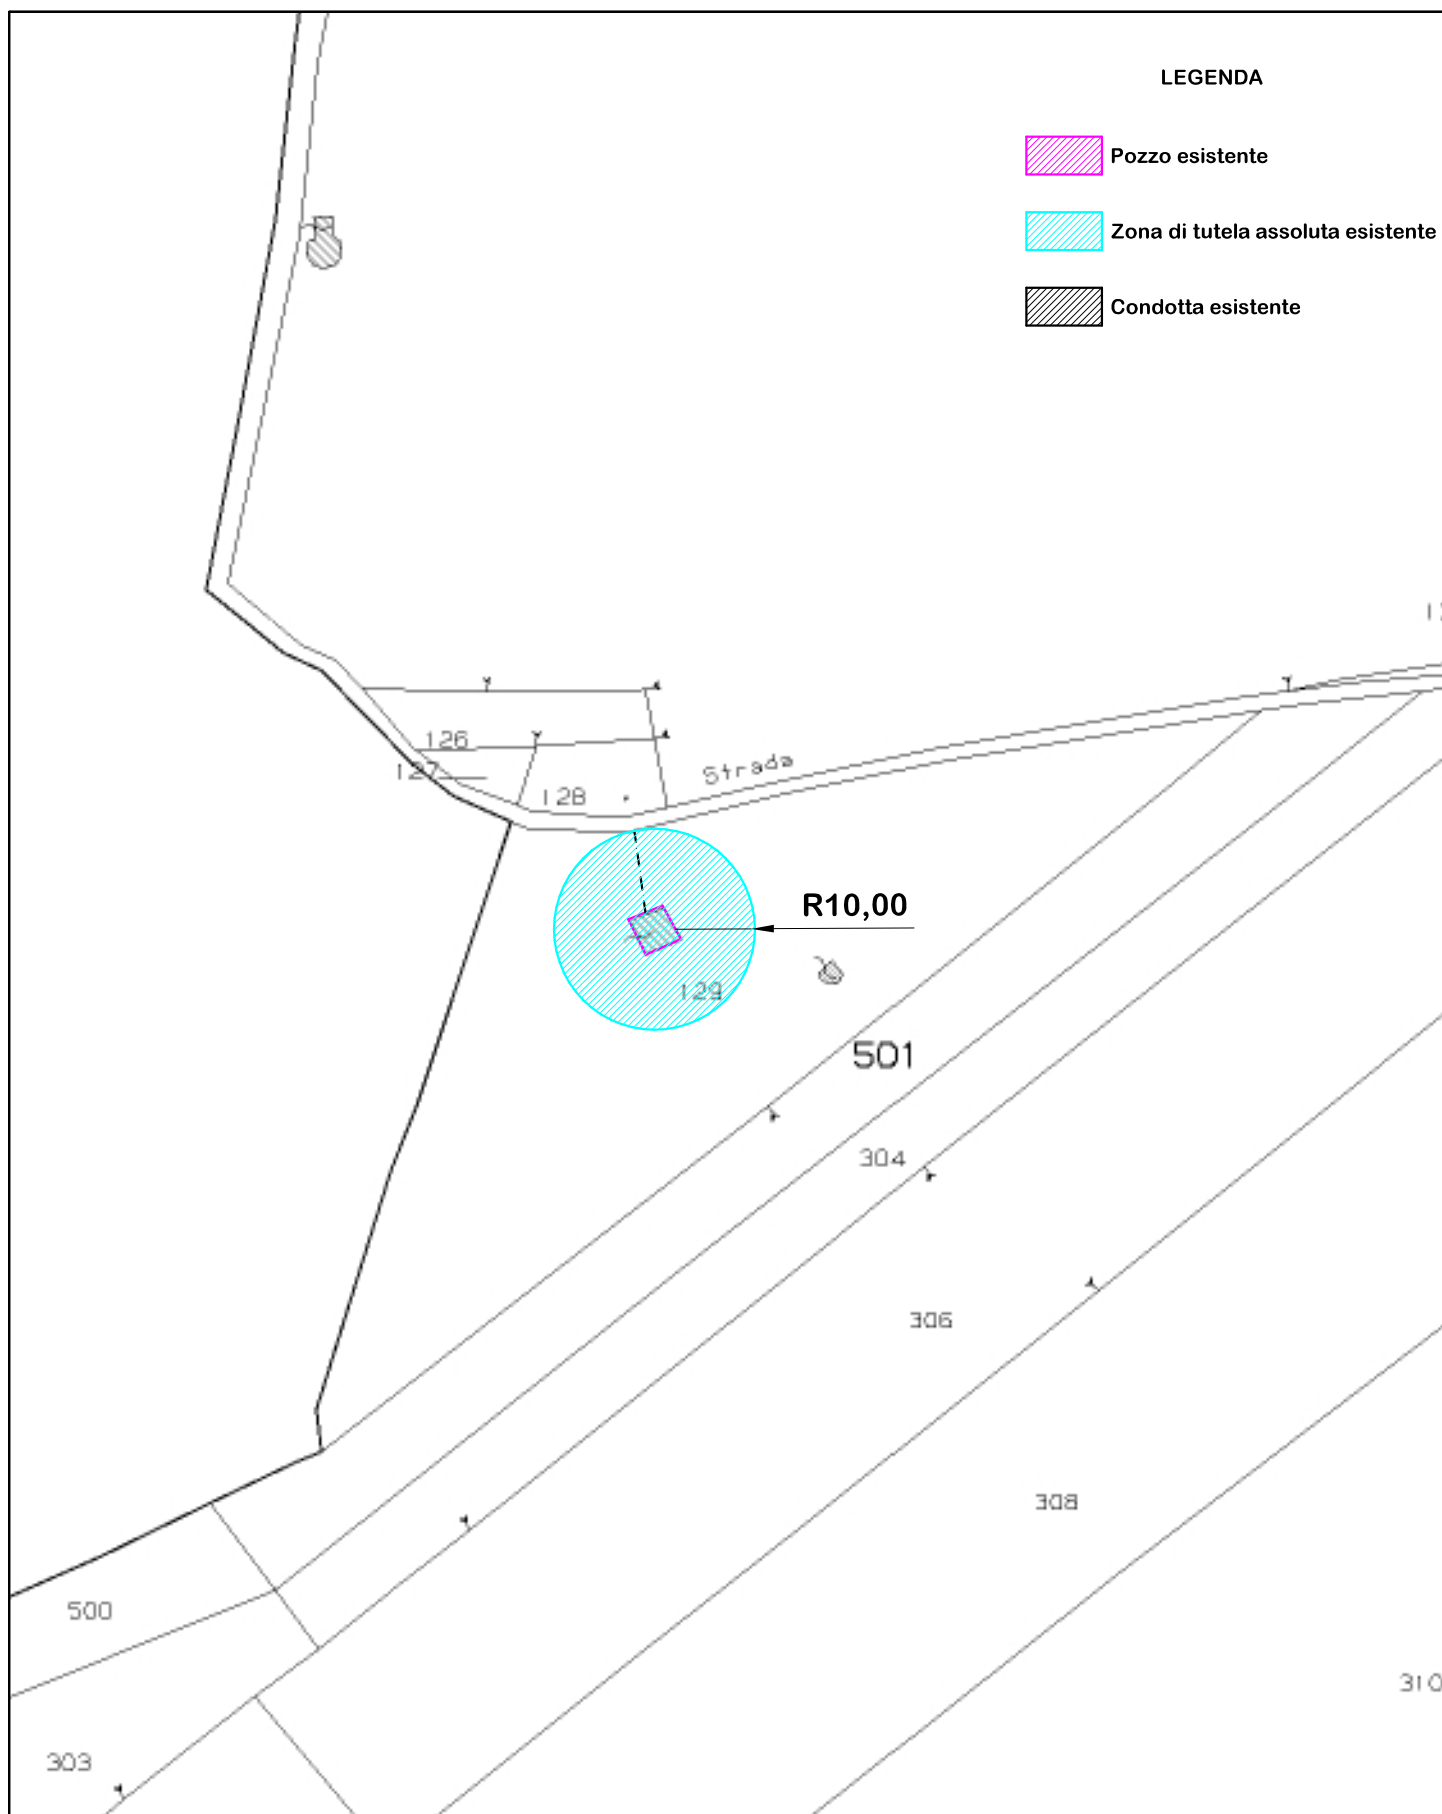 LEGENDA
Pozzo esistente
Zona di tutela assoluta esistente
Condotta esistente
126
127
128
Strada
R10,00
129
501
304
306
308
500
310
303